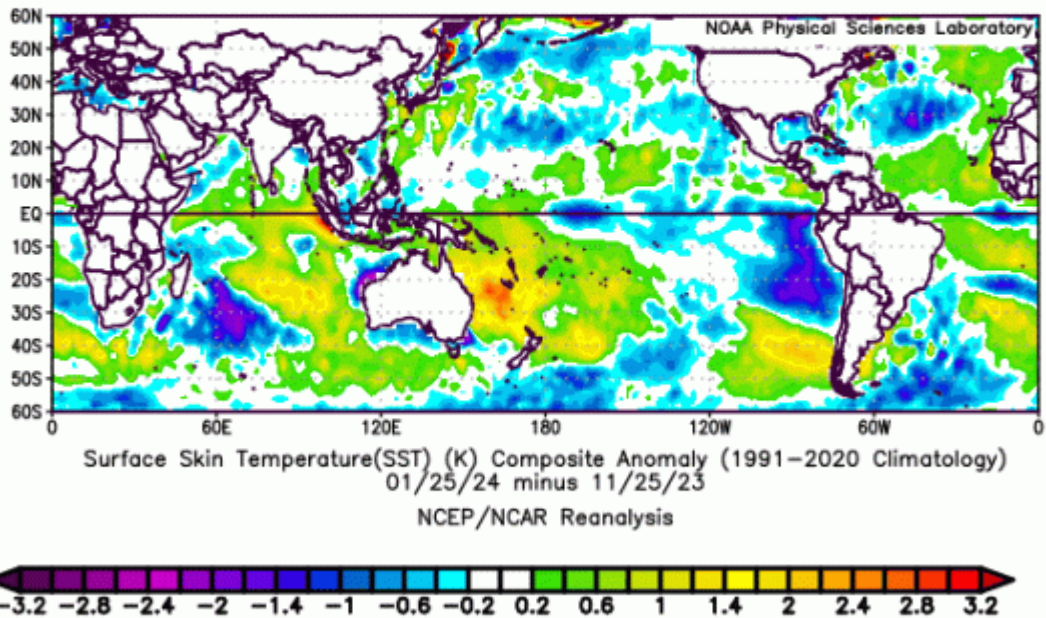 60N
NOAA Physical Sciences Laboratory
50N
40N
30N
20N
10N
EQ
10S
20S
30S
40S
50S
60S
0 60E 120E 180 120W 60W 0
Surface Skin Temperature(SST) (K) Composite Anomaly (1991-2020 Climatology)
01/25/24 minus 11/25/23
NCEP/NCAR Reanalysis
-3.2 -2.8 -2.4 -2 -1.4 -1 -0.6 -0.2 0.2 0.6 1 1.4 2 2.4 2.8 3.2